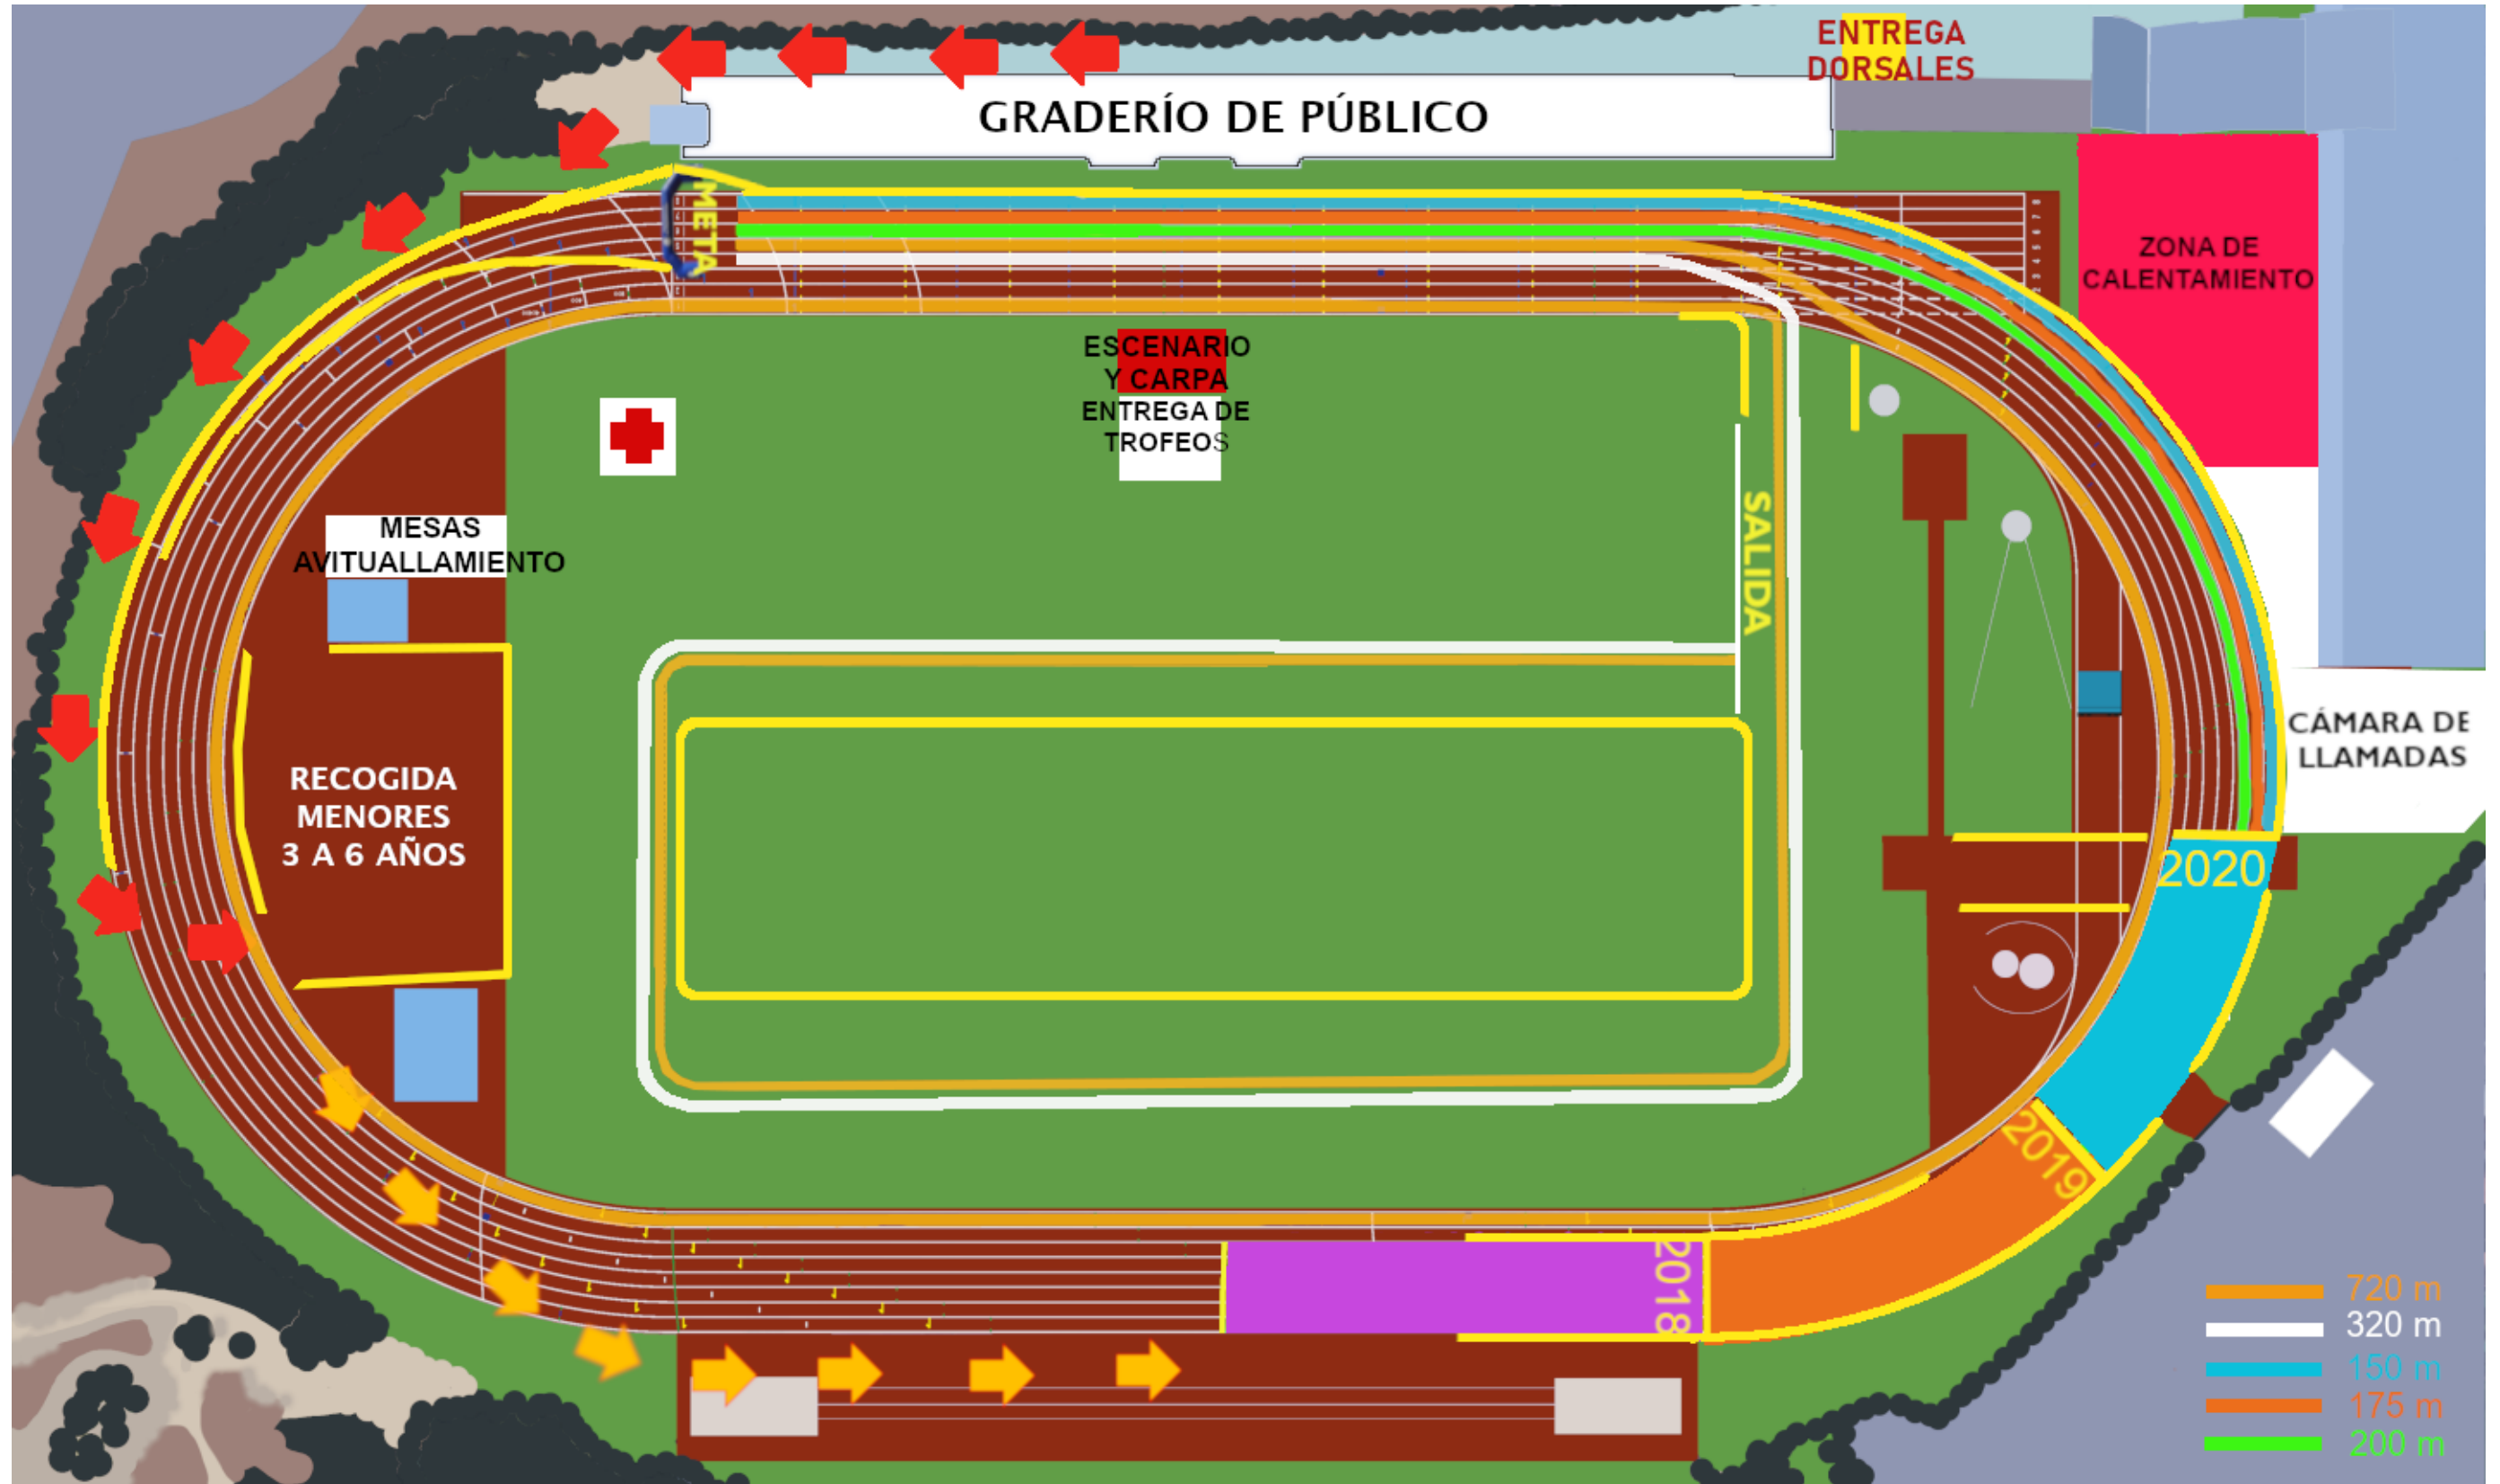 ENTREGA
DORSALES
GRADERÍO DE PÚBLICO
META
ZONA DE
CALENTAMIENTO
ESCENARIO
Y CARPA
ENTREGA DE
TROFEOS
SALIDA
MESAS
AVITUALLAMIENTO
RECOGIDA
MENORES
3 A 6 AÑOS
CÁMARA DE
LLAMADAS
2020
2019
2018
720 m
320 m
150 m
175 m
200 m